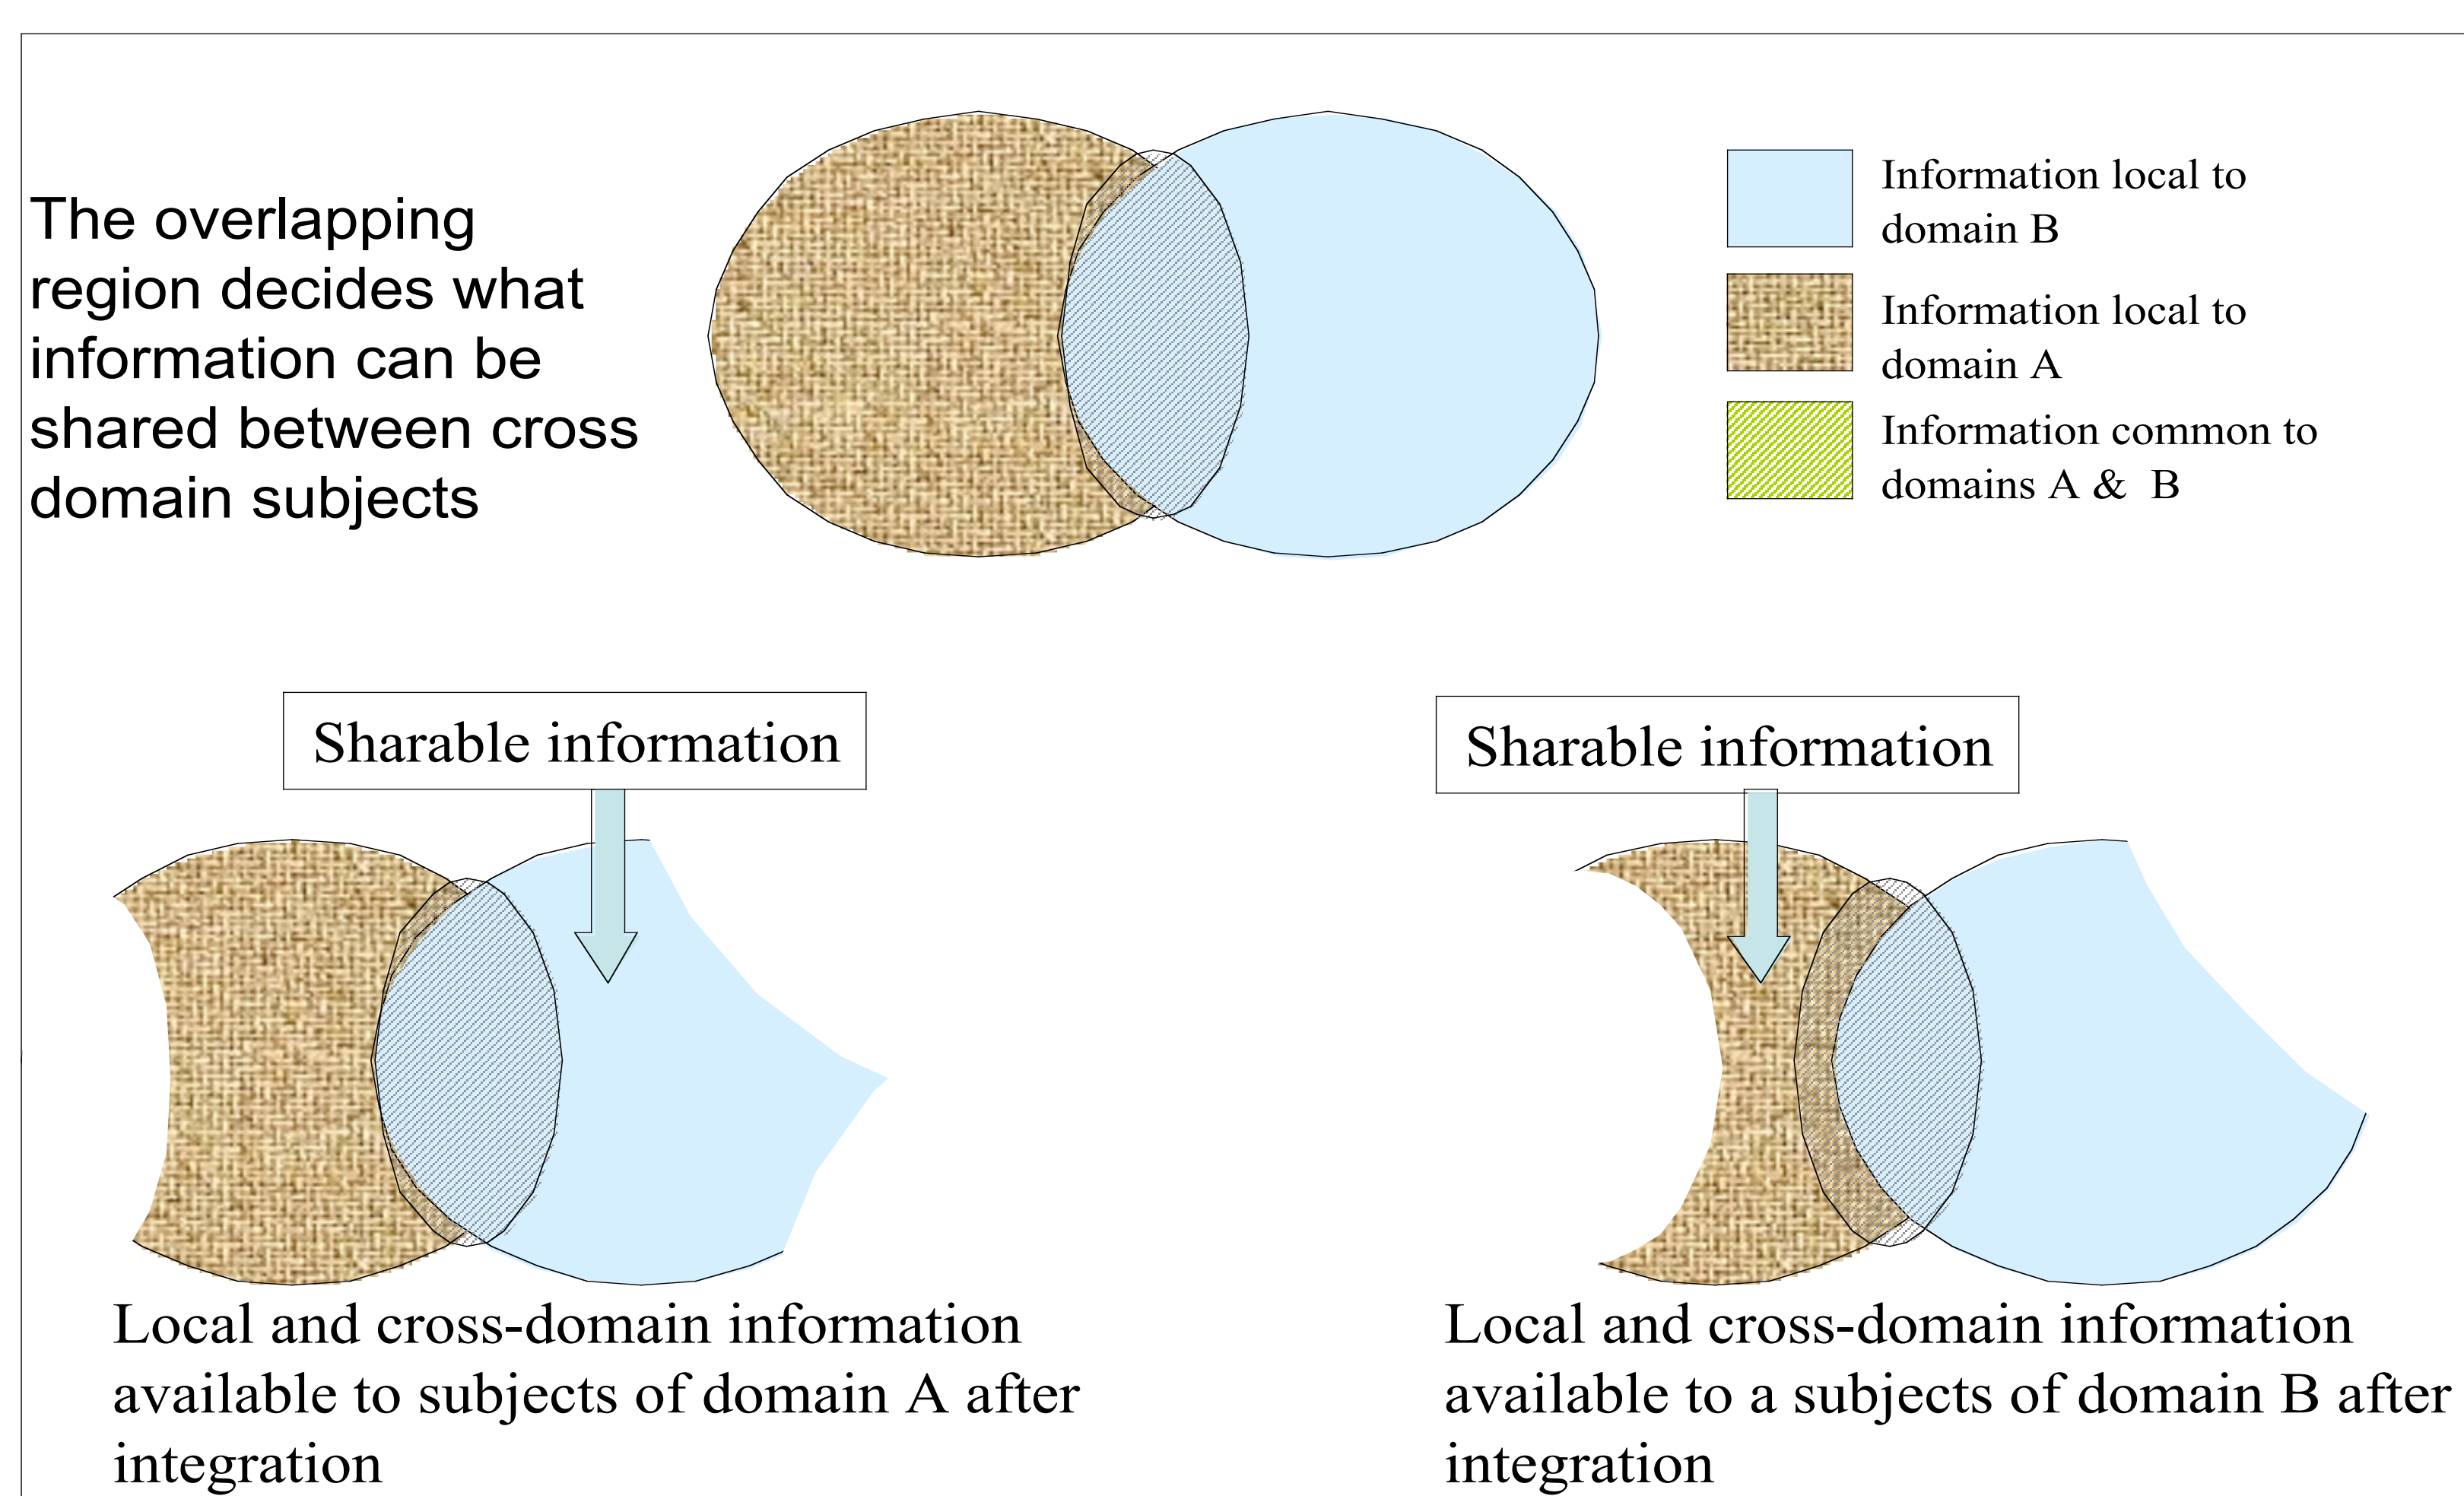 The overlapping
region decides what
information can be
shared between cross
domain subjects
Information local to
domain B
Information local to
domain A
Information common to
domains A & B
Sharable information
Sharable information
Local and cross-domain information
available to subjects of domain A after
integration
Local and cross-domain information
available to a subjects of domain B after
integration